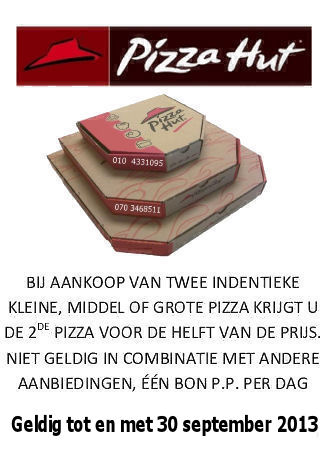 Pizza Hut
Pizza Hut
010 4331095
070 3468511
BIJ AANKOOP VAN TWEE INDENTIEKE
KLEINE, MIDDEL OF GROTE PIZZA KRIJGT U
DE 2DE PIZZA VOOR DE HELFT VAN DE PRIJS.
NIET GELDIG IN COMBINATIE MET ANDERE
AANBIEDINGEN, ÉÉN BON P.P. PER DAG
Geldig tot en met 30 september 2013